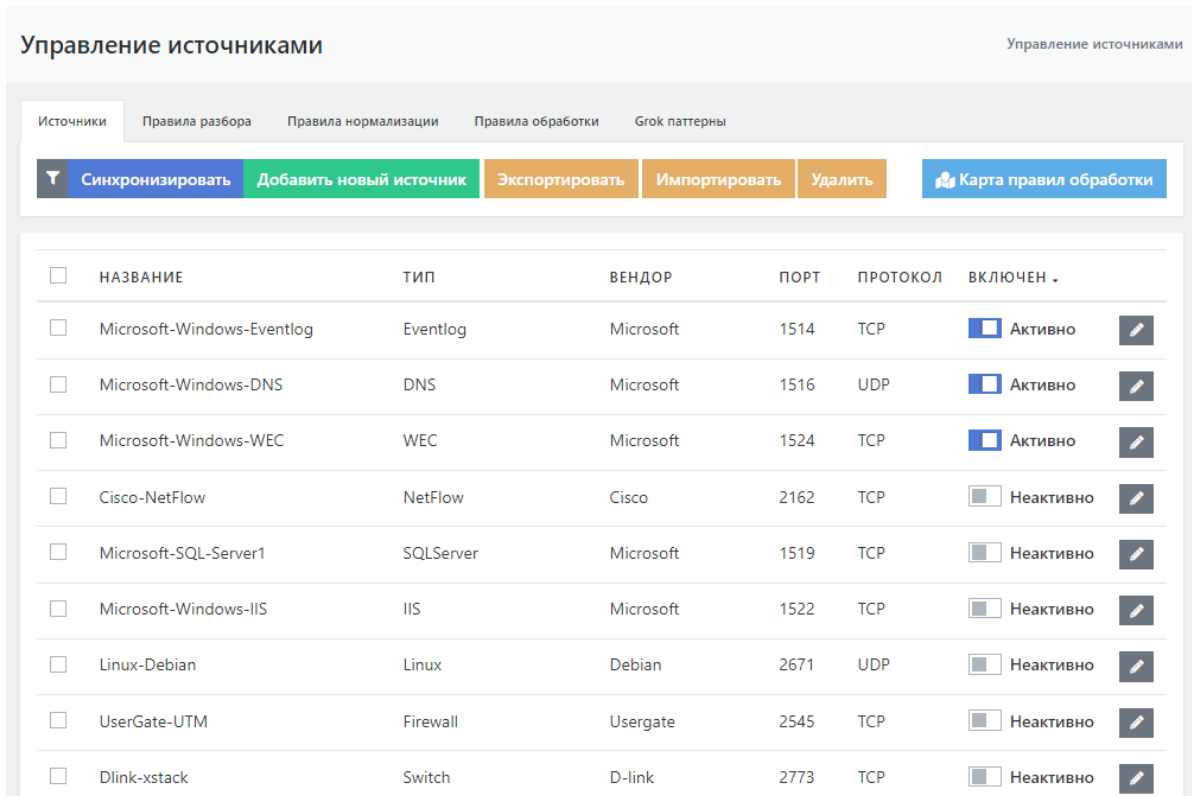 Управление источниками
Управление источниками
Источники Правила разбора Правила нормализации Правила обработки Grok паттерны
Синхронизировать Добавить новый источник Экспортировать Импортировать Удалить Карта правил обработки
НАЗВАНИЕ ТИП ВЕНДОР ПОРТ ПРОТОКОЛ ВКЛЮЧЕН
Microsoft-Windows-Eventlog Eventlog Microsoft 1514 TCP Активно
Microsoft-Windows-DNS DNS Microsoft 1516 UDP Активно
Microsoft-Windows-WEC WEC Microsoft 1524 TCP Активно
Cisco-NetFlow NetFlow Cisco 2162 TCP Неактивно
Microsoft-SQL-Server1 SQLServer Microsoft 1519 TCP Неактивно
Microsoft-Windows-IIS IIS Microsoft 1522 TCP Неактивно
Linux-Debian Linux Debian 2671 UDP Неактивно
UserGate-UTM Firewall Usergate 2545 TCP Неактивно
Dlink-xstack Switch D-link 2773 TCP Неактивно